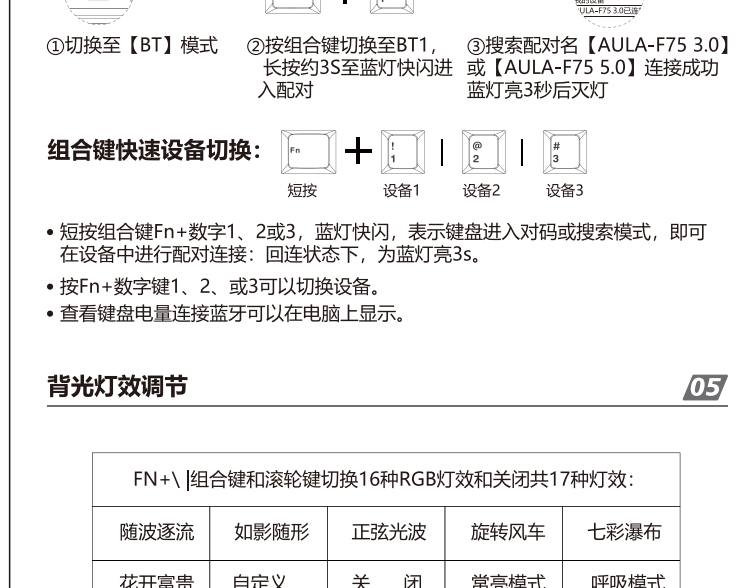 JULA-F75 3.0已连
①切换至【BT】模式
②按组合键切换至BT1，
长按约3S至蓝灯快闪进
入配对
③搜索配对名【AULA-F75 3.0】
或【AULA-F75 5.0】连接成功
蓝灯亮3秒后灭灯
组合键快速设备切换：
Fn + ! 1 | @ 2 | # 3
短按 设备1 设备2 设备3
• 短按组合键Fn+数字1、2或3，蓝灯快闪，表示键盘进入对码或搜索模式，即可
在设备中进行配对连接：回连状态下，为蓝灯亮3s。
• 按Fn+数字键1、2、或3可以切换设备。
• 查看键盘电量连接蓝牙可以在电脑上显示。
背光灯效调节 05
FN+\ |组合键和滚轮键切换16种RGB灯效和关闭共17种灯效：
随波逐流 如影随形 正弦光波 旋转风车 七彩瀑布
花开富贵 自定义 关 闭 常亮模式 呼吸模式